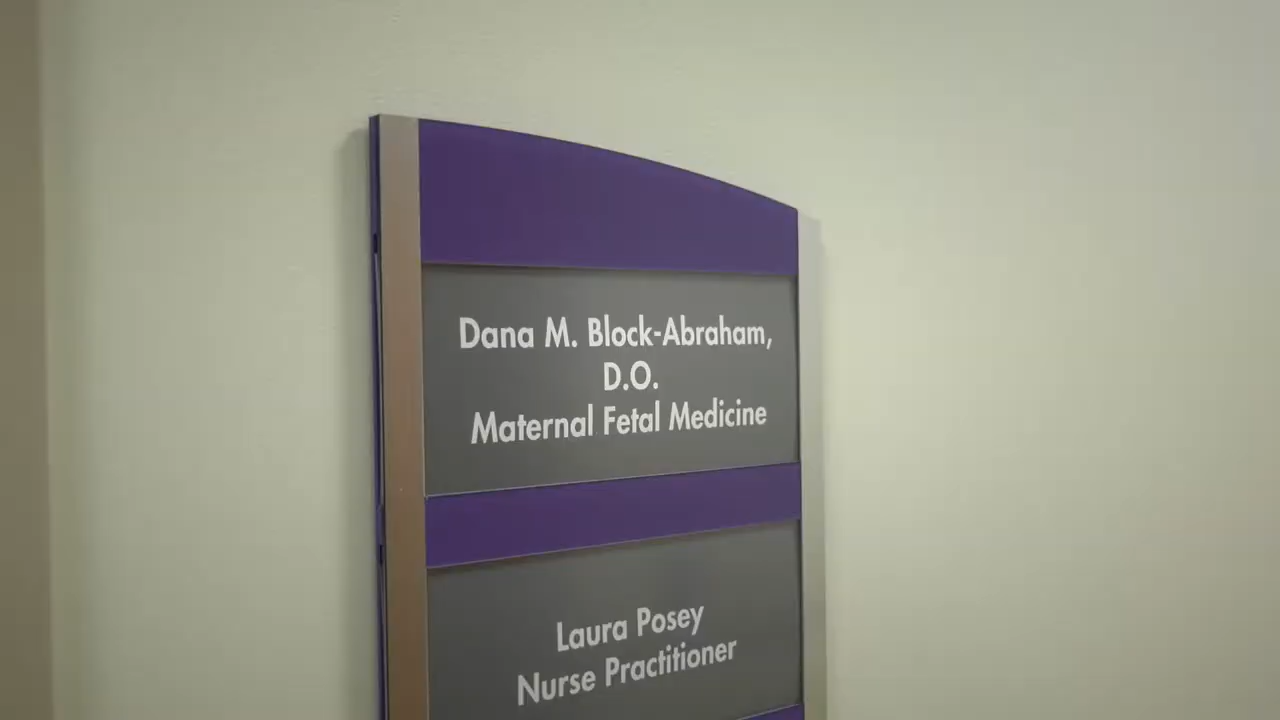 Dana M. Block-Abraham,
D.O.
Maternal Fetal Medicine
Laura Posey
Nurse Practitioner